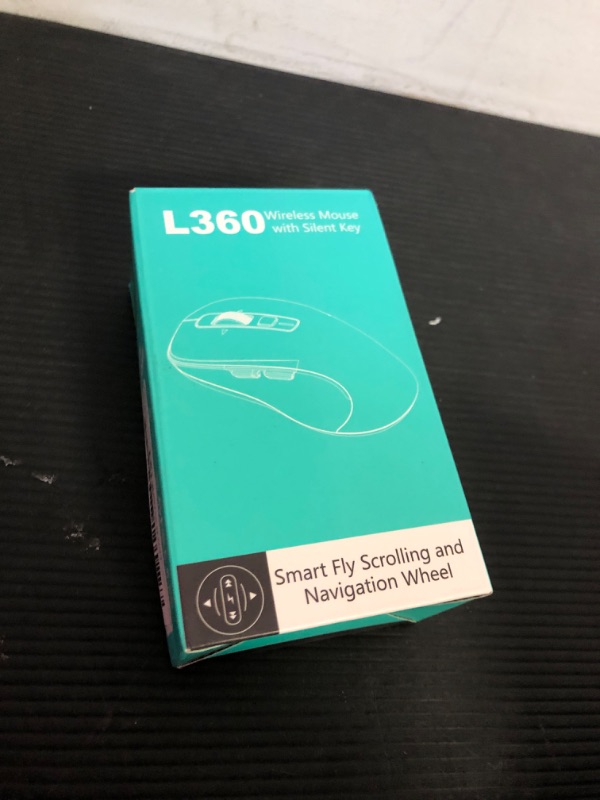 L360 Wireless Mouse
with Silent Key
Smart Fly Scrolling and
Navigation Wheel